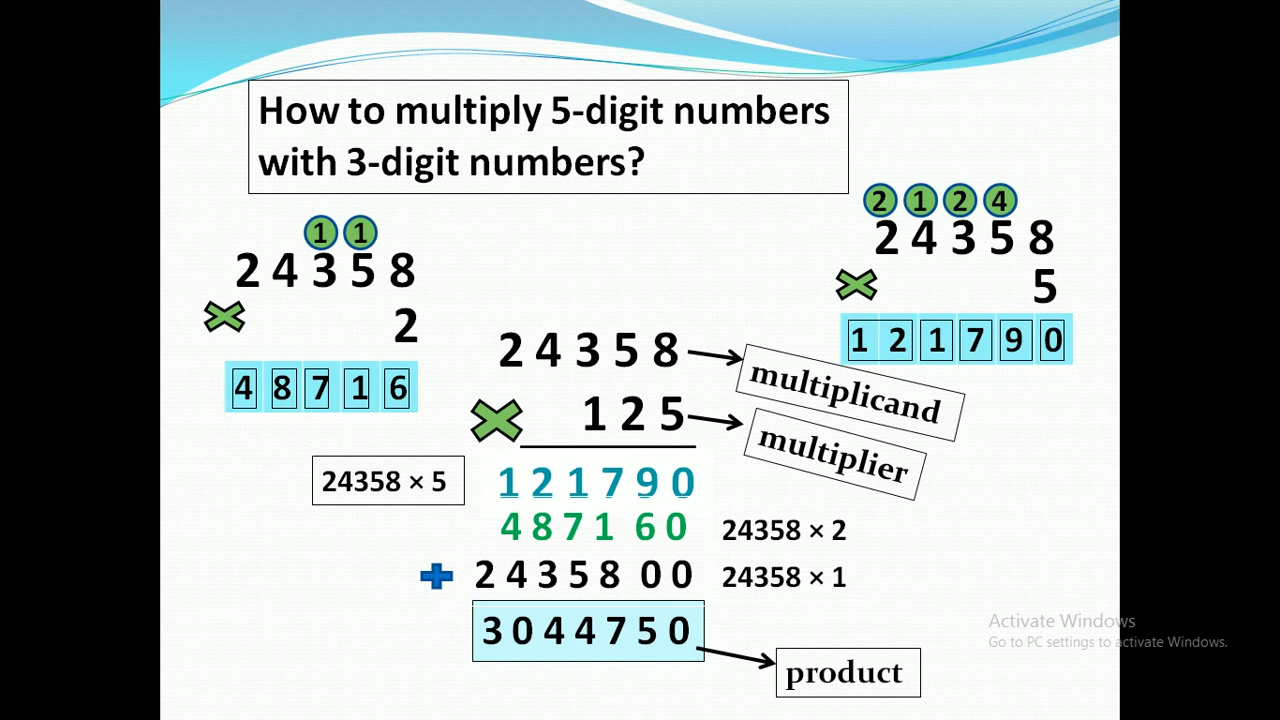 How to multiply 5-digit numbers
with 3-digit numbers?
1 1
2 4 3 5 8
× 2
4 8 7 1 6
2 1 2 4
2 4 3 5 8
× 5
1 2 1 7 9 0
2 4 3 5 8
multiplicand
× 1 2 5
multiplier
24358 × 5
1 2 1 7 9 0
4 8 7 1 6 0
24358 × 2
+ 2 4 3 5 8 0 0
24358 × 1
3 0 4 4 7 5 0
product
Activate Windows
Go to PC settings to activate Windows.